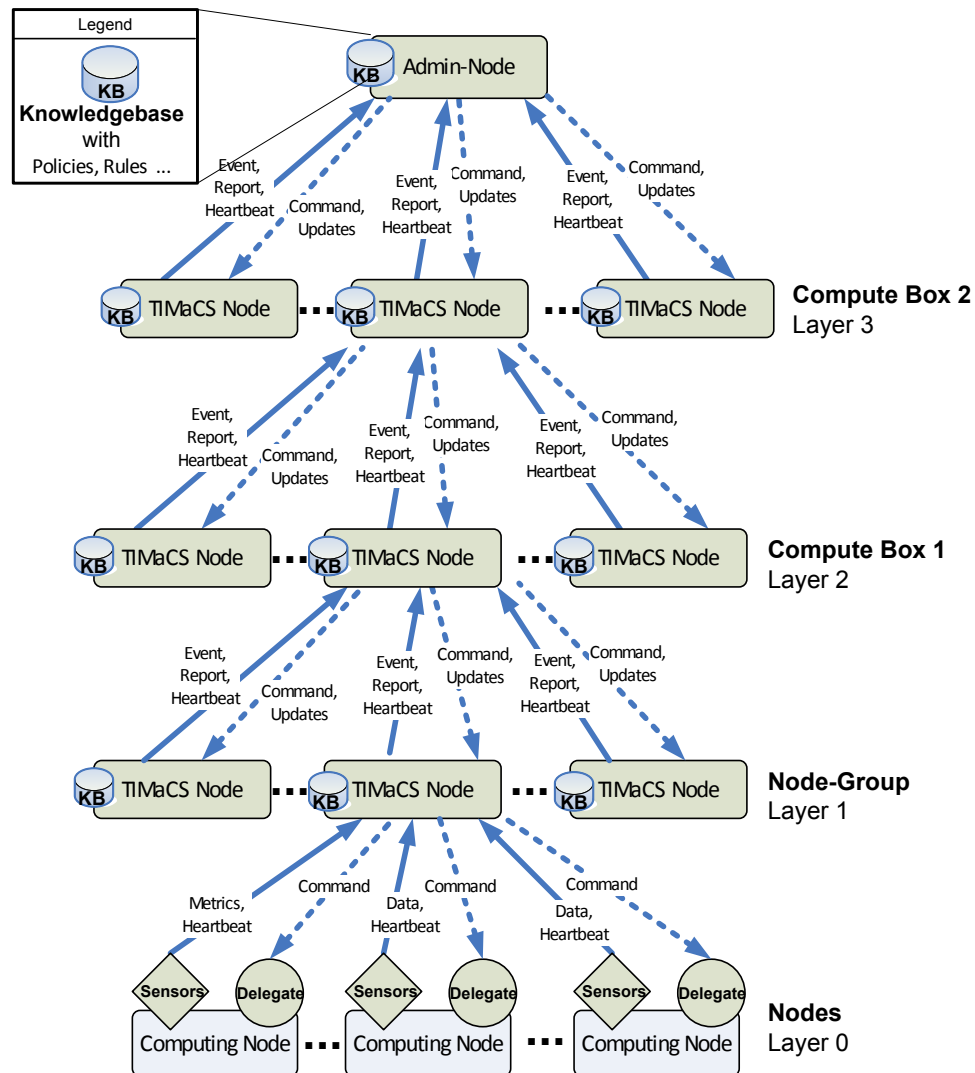 Legend
KB
Knowledgebase
with
Policies, Rules ...
KB
Admin-Node
Event,
Report,
Heartbeat
Command,
Updates
Event,
Report,
Heartbeat
Command,
Updates
Event,
Report,
Heartbeat
Command,
Updates
KB
TIMaCS Node
...
KB
TIMaCS Node
...
KB
TIMaCS Node
Compute Box 2
Layer 3
Event,
Report,
Heartbeat
Command,
Updates
Event,
Report,
Heartbeat
Command,
Updates
Event,
Report,
Heartbeat
Command,
Updates
KB
TIMaCS Node
...
KB
TIMaCS Node
...
KB
TIMaCS Node
Compute Box 1
Layer 2
Event,
Report,
Heartbeat
Command,
Updates
Event,
Report,
Heartbeat
Command,
Updates
Event,
Report,
Heartbeat
Command,
Updates
KB
TIMaCS Node
...
KB
TIMaCS Node
...
KB
TIMaCS Node
Node-Group
Layer 1
Metrics,
Heartbeat
Command
Data,
Heartbeat
Command
Data,
Heartbeat
Command
Sensors
Delegate
Sensors
Delegate
Sensors
Delegate
Computing Node
...
Computing Node
...
Computing Node
Nodes
Layer 0